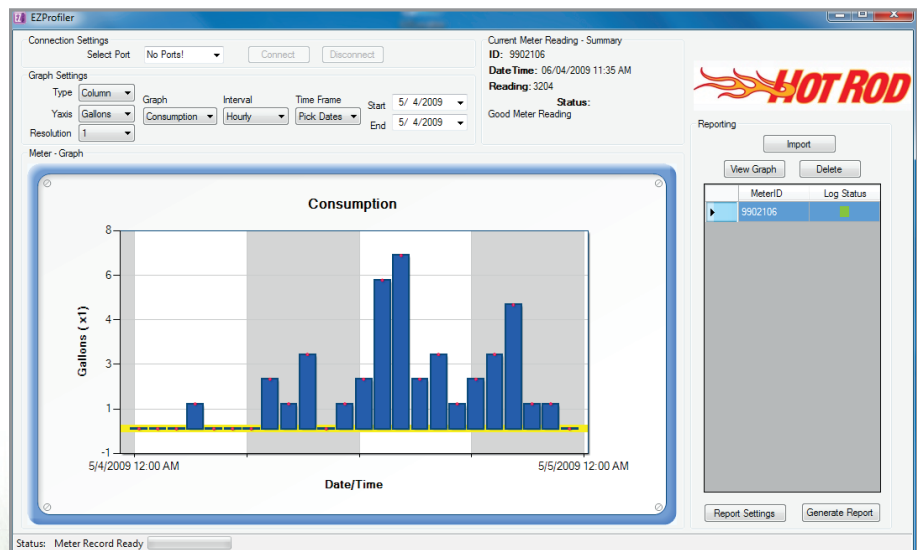 EZ EZProfiler
Connection Settings
Select Port No Ports! Connect Disconnect
Graph Settings
Type Column
Yaxis Gallons
Resolution 1
Graph
Consumption
Interval
Hourly
Time Frame
Pick Dates
Start 5/ 4/2009
End 5/ 4/2009
Current Meter Reading - Summary
ID: 9902106
DateTime: 06/04/2009 11:35 AM
Reading: 3204
Status:
Good Meter Reading
HOT ROD
Reporting
Import
View Graph Delete
MeterID Log Status
9902106
Meter - Graph
Consumption
Gallons ( x1)
8
6
4
3
1
-1
5/4/2009 12:00 AM 5/5/2009 12:00 AM
Date/Time
Report Settings Generate Report
Status: Meter Record Ready